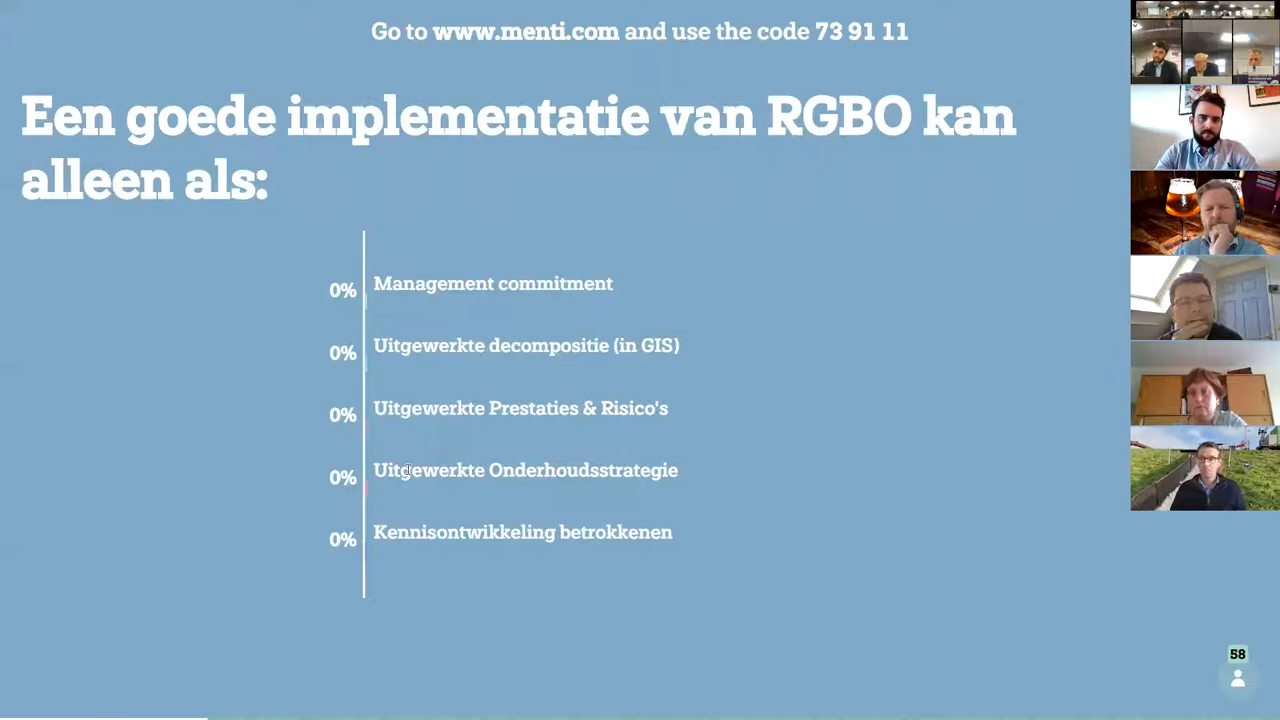 Go to www.menti.com and use the code 73 91 11
Een goede implementatie van RGBO kan
alleen als:
0% Management commitment
0% Uitgewerkte decompositie (in GIS)
0% Uitgewerkte Prestaties & Risico's
0% Uitgewerkte Onderhoudsstrategie
0% Kennisontwikkeling betrokkenen
58